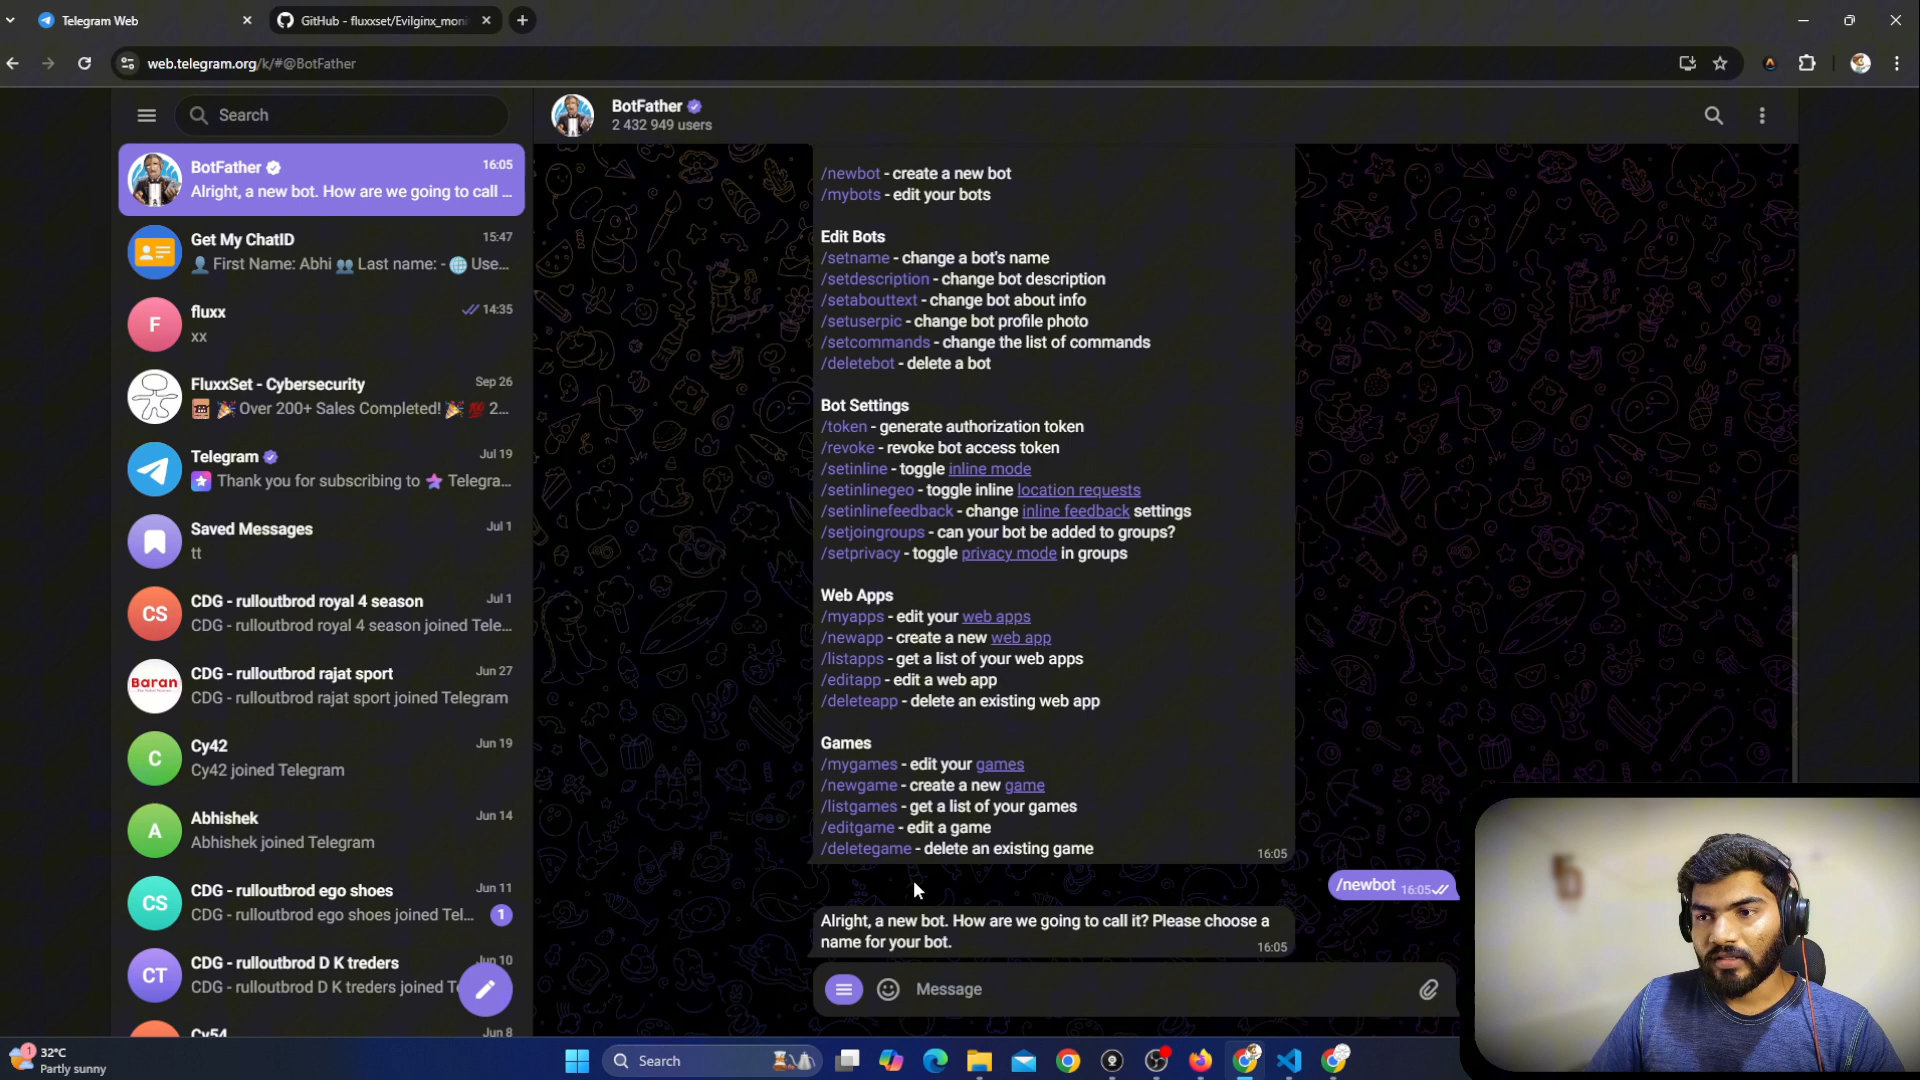 Telegram Web
GitHub - fluxxset/Evilginx_moni
web.telegram.org/k/#@BotFather
Search
BotFather
2 432 949 users
BotFather
16:05
Alright, a new bot. How are we going to call ...
Get My ChatID
15:47
First Name: Abhi Last name: - Use...
F
fluxx
14:35
xx
FluxxSet - Cybersecurity
Sep 26
Over 200+ Sales Completed! 2...
Telegram
Jul 19
Thank you for subscribing to Telegra...
Saved Messages
Jul 1
tt
CS
CDG - rulloutbrod royal 4 season
Jul 1
CDG - rulloutbrod royal 4 season joined Tele...
Baran
CDG - rulloutbrod rajat sport
Jun 27
CDG - rulloutbrod rajat sport joined Telegram
C
Cy42
Jun 19
Cy42 joined Telegram
A
Abhishek
Jun 14
Abhishek joined Telegram
CS
CDG - rulloutbrod ego shoes
Jun 11
CDG - rulloutbrod ego shoes joined Tel...
1
CT
CDG - rulloutbrod D K treders
Jun 10
CDG - rulloutbrod D K treders joined Te
Cy54
Jun 8
/newbot - create a new bot
/mybots - edit your bots
Edit Bots
/setname - change a bot's name
/setdescription - change bot description
/setabouttext - change bot about info
/setuserpic - change bot profile photo
/setcommands - change the list of commands
/deletebot - delete a bot
Bot Settings
/token - generate authorization token
/revoke - revoke bot access token
/setinline - toggle inline mode
/setinlinegeo - toggle inline location requests
/setinlinefeedback - change inline feedback settings
/setjoingroups - can your bot be added to groups?
/setprivacy - toggle privacy mode in groups
Web Apps
/myapps - edit your web apps
/newapp - create a new web app
/listapps - get a list of your web apps
/editapp - edit a web app
/deleteapp - delete an existing web app
Games
/mygames - edit your games
/newgame - create a new game
/listgames - get a list of your games
/editgame - edit a game
/deletegame - delete an existing game
16:05
/newbot 16:05
Alright, a new bot. How are we going to call it? Please choose a
name for your bot.
16:05
Message
1
32°C
Partly sunny
Search